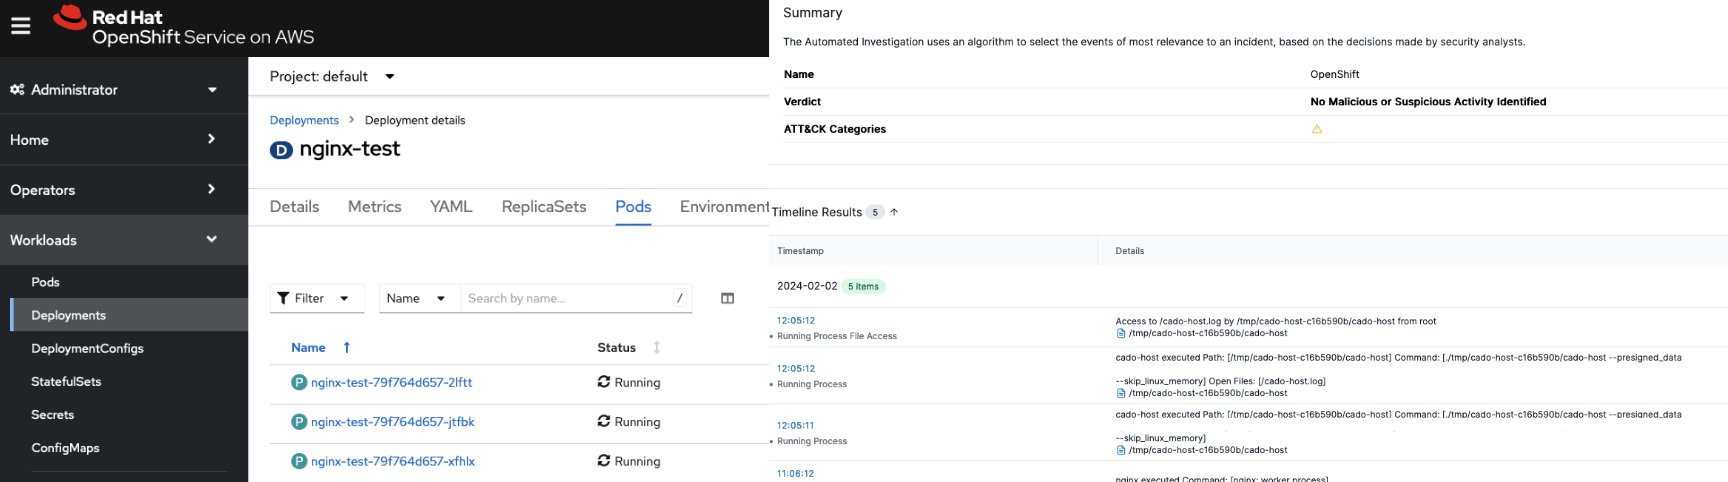 Red Hat
OpenShift Service on AWS
Administrator
Home
Operators
Workloads
Pods
Deployments
DeploymentConfigs
StatefulSets
Secrets
ConfigMaps
Project: default
Deployments > Deployment details
D nginx-test
Details Metrics YAML ReplicaSets Pods Environment
Filter Name Search by name... /
Name Status
P nginx-test-79f764d657-2lftt Running
P nginx-test-79f764d657-jtfbk Running
P nginx-test-79f764d657-xfhlx Running
Summary
The Automated Investigation uses an algorithm to select the events of most relevance to an incident, based on the decisions made by security analysts.
Name OpenShift
Verdict No Malicious or Suspicious Activity Identified
ATT&CK Categories
Timeline Results 5
Timestamp Details
2024-02-02 5 items
12:05:12 Access to /cado-host.log by /tmp/cado-host-c16b590b/cado-host from root
Running Process File Access /tmp/cado-host-c16b590b/cado-host
cado-host executed Path: [/tmp/cado-host-c16b590b/cado-host] Command: [./tmp/cado-host-c16b590b/cado-host --presigned_data
12:05:12
Running Process --skip_linux_memory] Open Files: [/cado-host.log]
/tmp/cado-host-c16b590b/cado-host
cado-host executed Path: [/tmp/cado-host-c16b590b/cado-host] Command: [./tmp/cado-host-c16b590b/cado-host --presigned_data
12:05:11
Running Process --skip_linux_memory]
/tmp/cado-host-c16b590b/cado-host
11:06:12 nginx executed Command: [nginx: worker process]